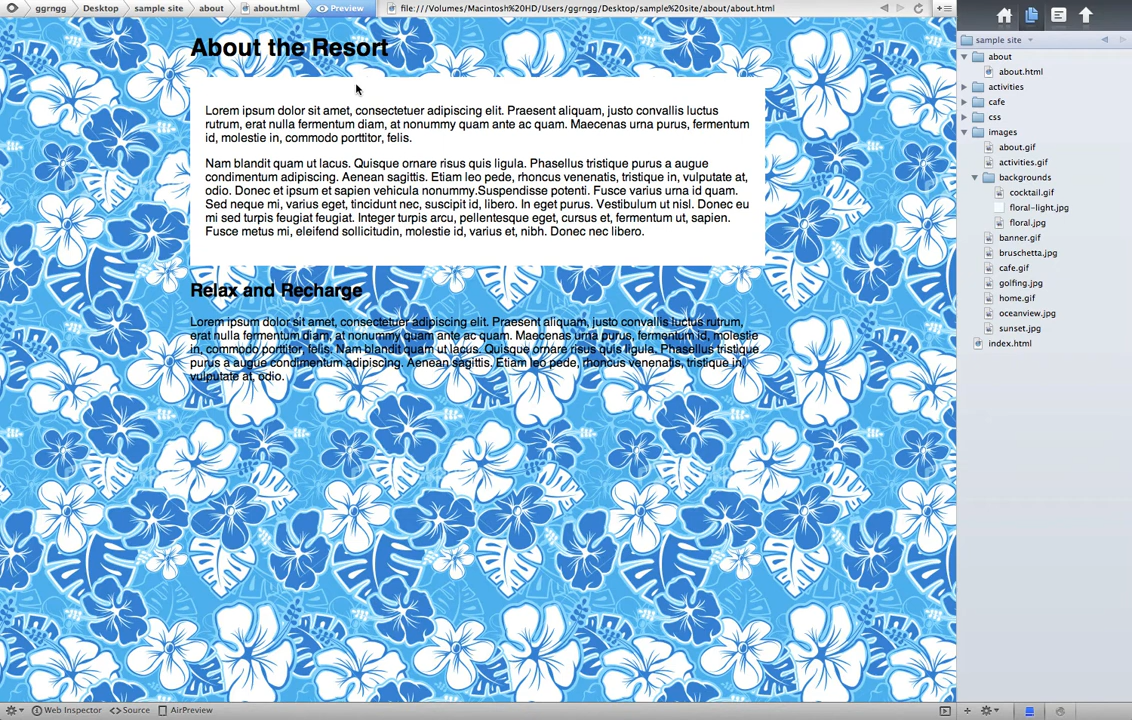 ggrngg Desktop sample site about about.html Preview file:///Volumes/Macintosh%20HD/Users/ggrngg/Desktop/sample%20site/about/about.html
About the Resort
Lorem ipsum dolor sit amet, consectetuer adipiscing elit. Praesent aliquam, justo convallis luctus
rutrum, erat nulla fermentum diam, at nonummy quam ante ac quam. Maecenas urna purus, fermentum
id, molestie in, commodo porttitor, felis.
Nam blandit quam ut lacus. Quisque ornare risus quis ligula. Phasellus tristique purus a augue
condimentum adipiscing. Aenean sagittis. Etiam leo pede, rhoncus venenatis, tristique in, vulputate at,
odio. Donec et ipsum et sapien vehicula nonummy.Suspendisse potenti. Fusce varius urna id quam.
Sed neque mi, varius eget, tincidunt nec, suscipit id, libero. In eget purus. Vestibulum ut nisl. Donec eu
mi sed turpis feugiat feugiat. Integer turpis arcu, pellentesque eget, cursus et, fermentum ut, sapien.
Fusce metus mi, eleifend sollicitudin, molestie id, varius et, nibh. Donec nec libero.
Relax and Recharge
Lorem ipsum dolor sit amet, consectetuer adipiscing elit. Praesent aliquam, justo convallis luctus rutrum,
erat nulla fermentum diam, at nonummy quam ante ac quam. Maecenas urna purus, fermentum id, molestie
in, commodo porttitor, felis. Nam blandit quam ut lacus. Quisque ornare risus quis ligula. Phasellus tristique
purus a augue condimentum adipiscing. Aenean sagittis. Etiam leo pede, rhoncus venenatis, tristique in,
vulputate at, odio.
sample site
about
about.html
activities
cafe
css
images
about.gif
activities.gif
backgrounds
cocktail.gif
floral-light.jpg
floral.jpg
banner.gif
bruschetta.jpg
cafe.gif
golfing.jpg
home.gif
oceanview.jpg
sunset.jpg
index.html
Web Inspector Source AirPreview